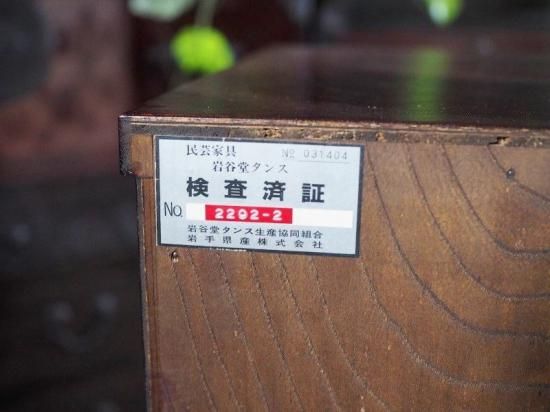 民芸家具 № 031404
岩谷堂タンス
検査済証
No. 2202-2
岩谷堂タンス生産協同組合
岩手県産株式会社